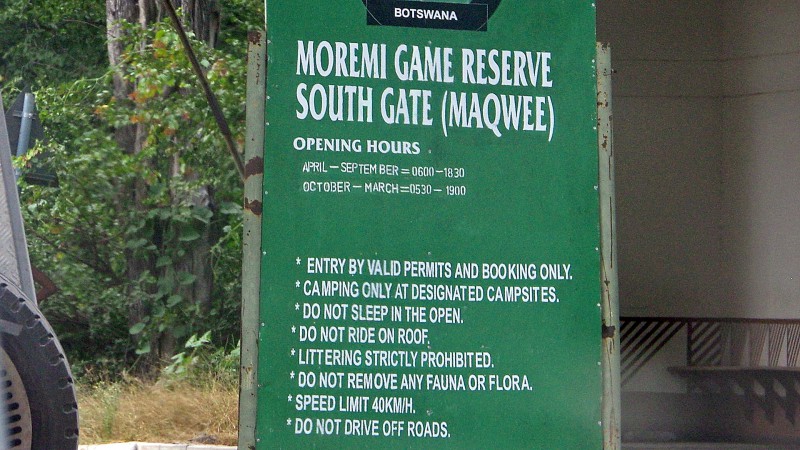 BOTSWANA
MOREMI GAME RESERVE
SOUTH GATE (MAQWEE)
OPENING HOURS
APRIL – SEPTEMBER = 0600 – 1830
OCTOBER – MARCH = 0530 – 1900
* ENTRY BY VALID PERMITS AND BOOKING ONLY.
* CAMPING ONLY AT DESIGNATED CAMPSITES.
* DO NOT SLEEP IN THE OPEN.
* DO NOT RIDE ON ROOF.
* LITTERING STRICTLY PROHIBITED.
* DO NOT REMOVE ANY FAUNA OR FLORA.
* SPEED LIMIT 40KM/H.
* DO NOT DRIVE OFF ROADS.